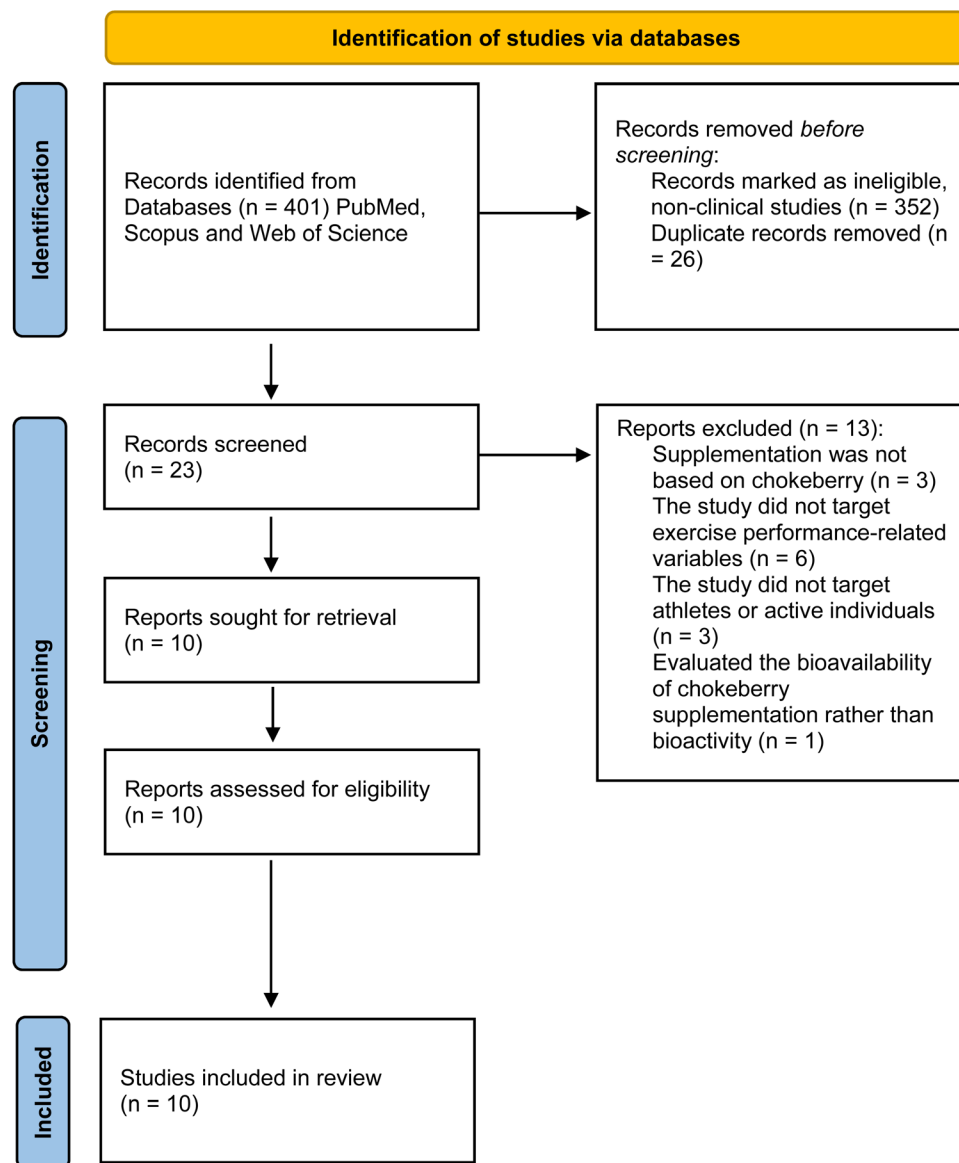 Identification of studies via databases
Identification
Records identified from
Databases (n = 401) PubMed,
Scopus and Web of Science
Records removed before
screening:
Records marked as ineligible,
non-clinical studies (n = 352)
Duplicate records removed (n
= 26)
Screening
Records screened
(n = 23)
Reports excluded (n = 13):
Supplementation was not
based on chokeberry (n = 3)
The study did not target
exercise performance-related
variables (n = 6)
The study did not target
athletes or active individuals
(n = 3)
Evaluated the bioavailability
of chokeberry
supplementation rather than
bioactivity (n = 1)
Reports sought for retrieval
(n = 10)
Reports assessed for eligibility
(n = 10)
Included
Studies included in review
(n = 10)